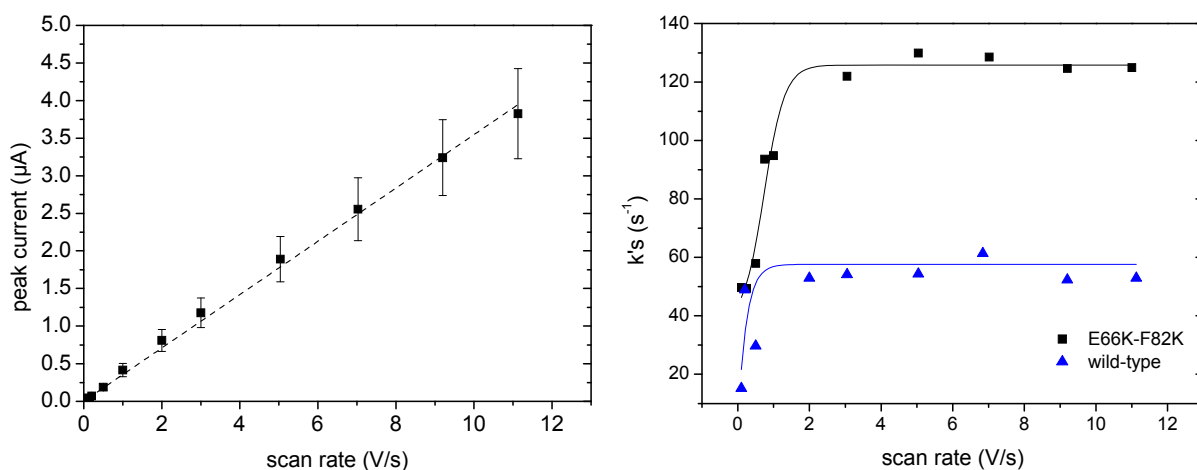 5.0
4.5
4.0
3.5
3.0
2.5
2.0
1.5
1.0
0.5
0.0
peak current (µA)
0 2 4 6 8 10 12
scan rate (V/s)
140
120
100
80
60
40
20
k's (s⁻¹)
E66K-F82K
wild-type
0 2 4 6 8 10 12
scan rate (V/s)